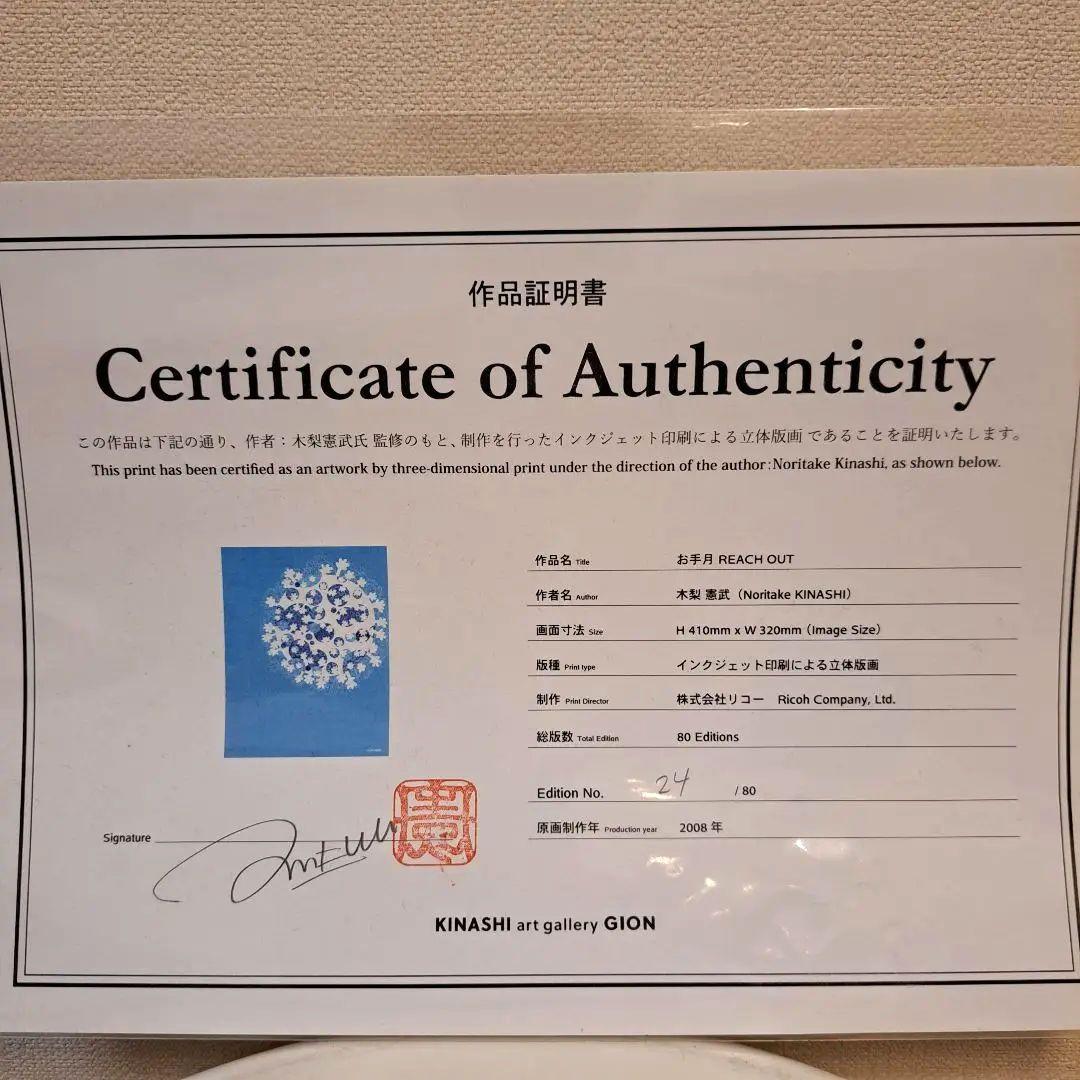 作品証明書
Certificate of Authenticity
この作品は下記の通り、作者：木梨憲武氏 監修のもと、制作を行ったインクジェット印刷による立体版画 であることを証明いたします。
This print has been certified as an artwork by three-dimensional print under the direction of the author:Noritake Kinashi, as shown below.
作品名 Title お手月 REACH OUT
作者名 Author 木梨 憲武（Noritake KINASHI）
画面寸法 Size H 410mm x W 320mm（Image Size）
版種 Print type インクジェット印刷による立体版画
制作 Print Director 株式会社リコー Ricoh Company, Ltd.
総版数 Total Edition 80 Editions
Edition No. 24 / 80
原画制作年 Production year 2008 年
Signature
KINASHI art gallery GION